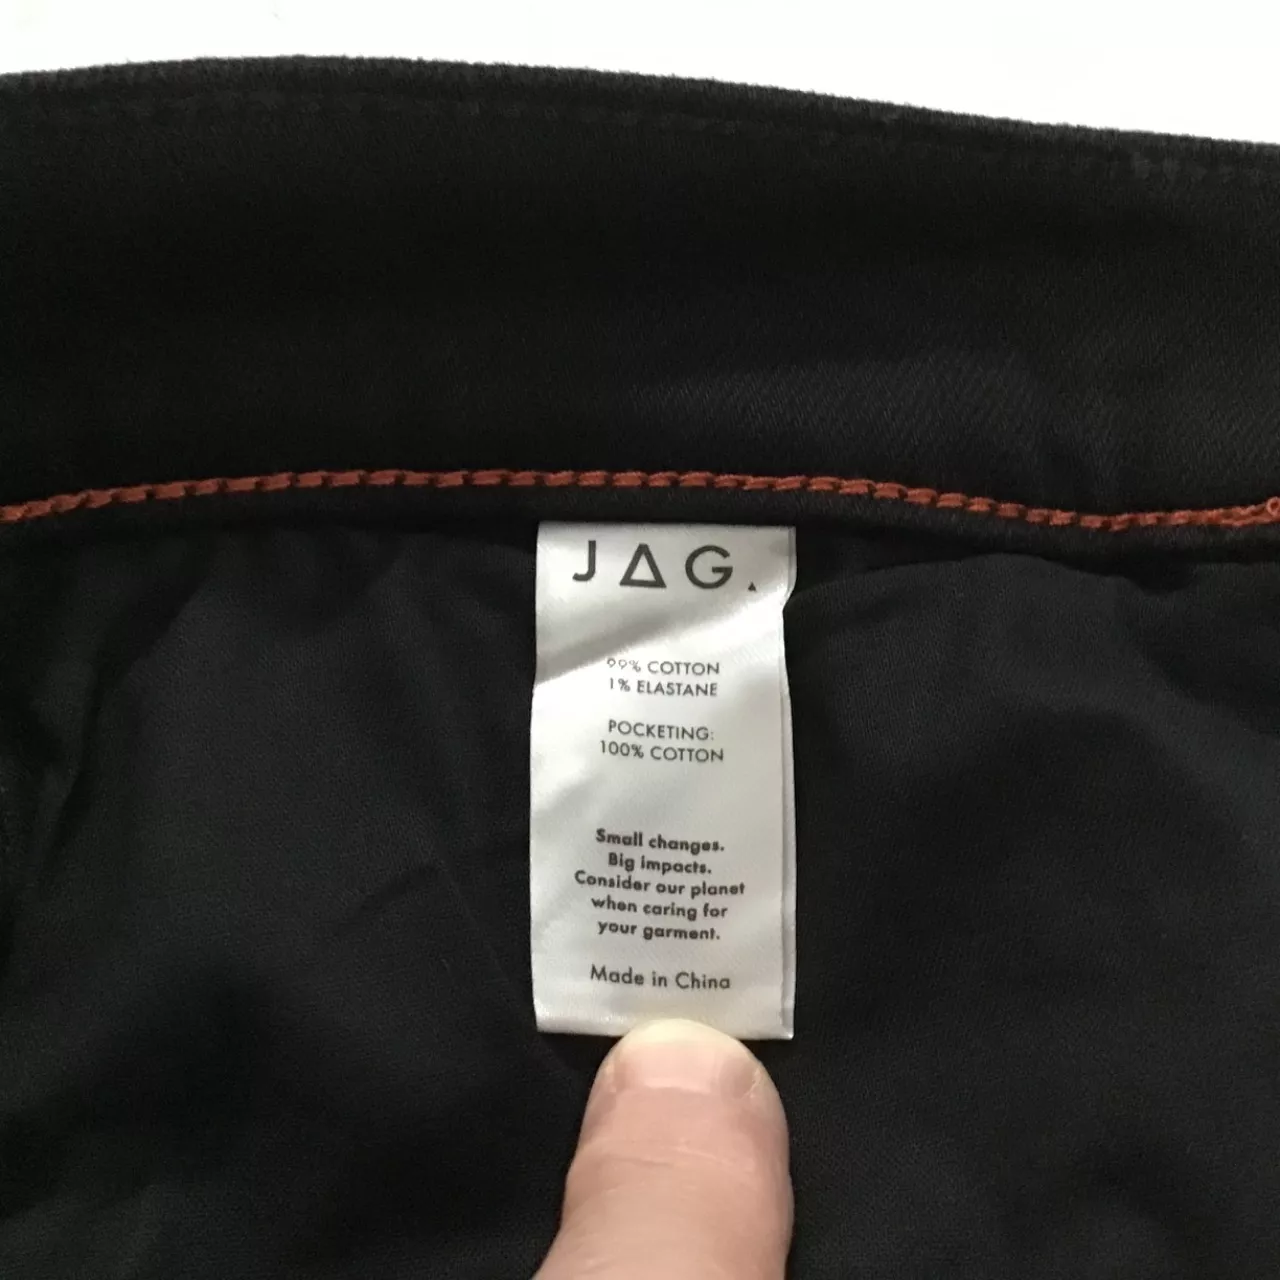 JAG.
99% COTTON
1% ELASTANE
POCKETING:
100% COTTON
Small changes.
Big impacts.
Consider our planet
when caring for
your garment.
Made in China